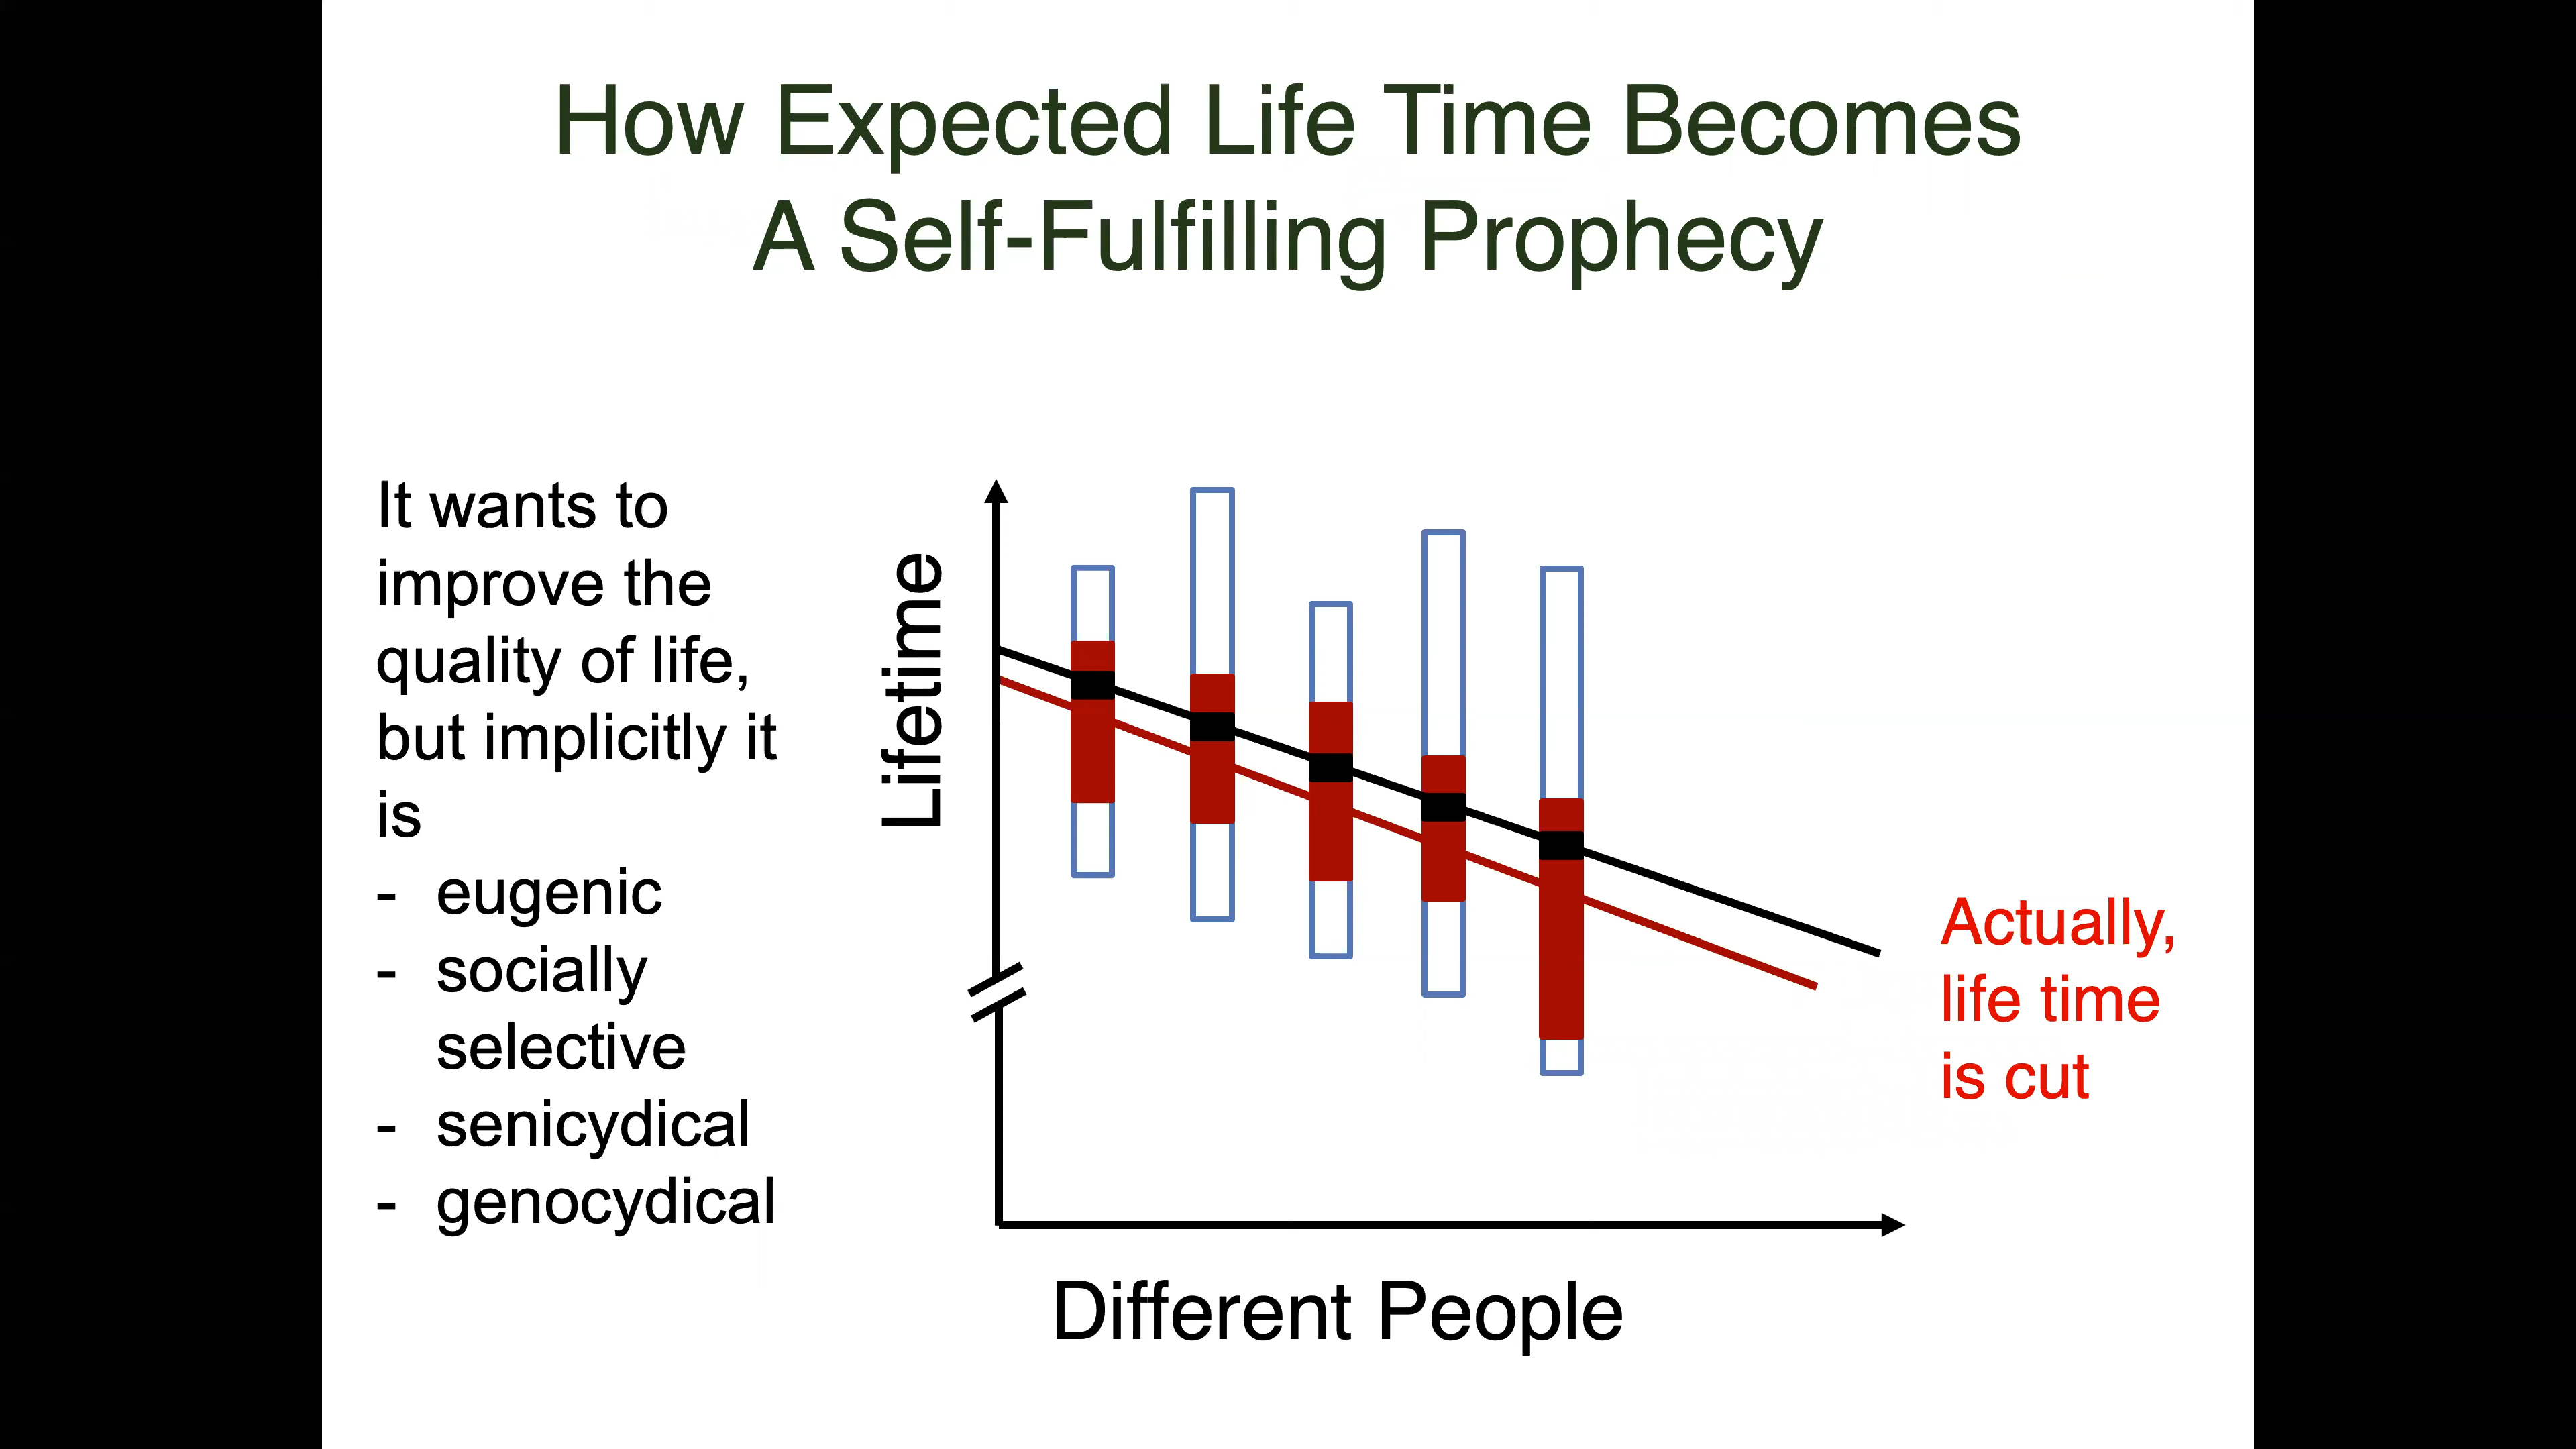 How Expected Life Time Becomes
A Self-Fulfilling Prophecy
It wants to
improve the
quality of life,
but implicitly it
is
- eugenic
- socially
selective
- senicydical
- genocydical
Lifetime
Different People
Actually,
life time
is cut